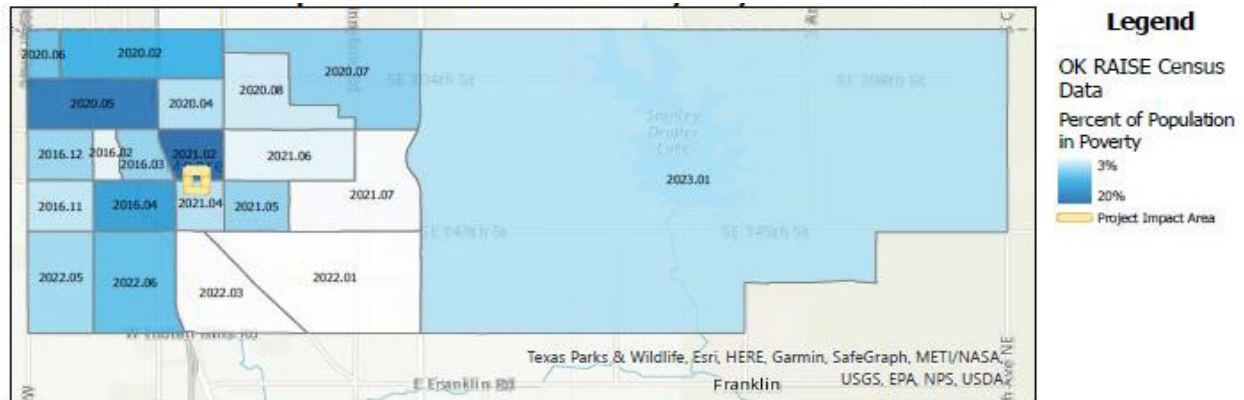 Legend
OK RAISE Census
Data
Percent of Population
in Poverty
3%
20%
Project Impact Area
2020.06
2020.02
2020.07
2020.08
SE 104th St
SE 104th St
2020.05
2020.04
Stanley
Draper
Lake
2016.12
2016.02
2016.03
2021.02
2021.06
2023.01
2016.11
2016.04
2021.04
2021.05
2021.07
SE 149th St
SE 149th St
2022.05
2022.06
2022.03
2022.01
W Indian Hills Rd
Texas Parks & Wildlife, Esri, HERE, Garmin, SafeGraph, METI/NASA,
USGS, EPA, NPS, USDA
E Franklin Rd
Franklin